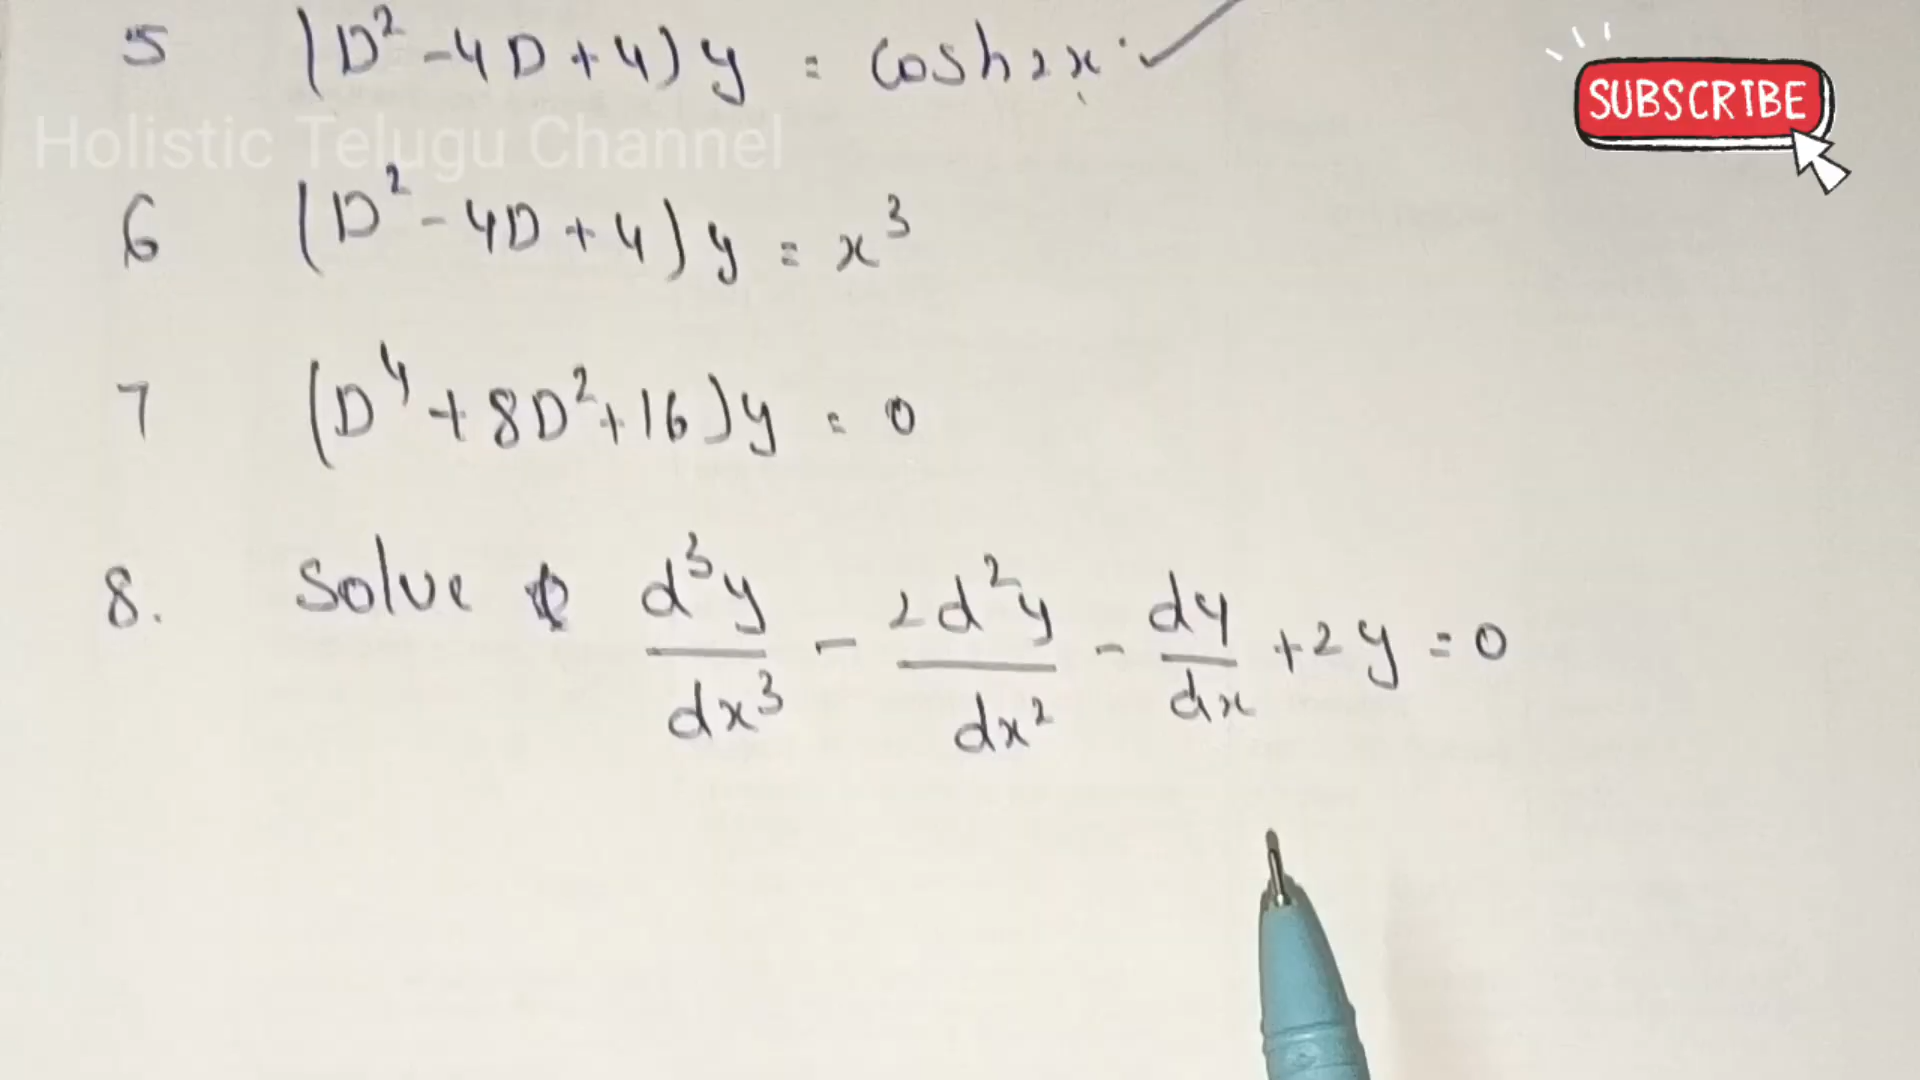 5 (D² - 4D + 4) y = cosh 2x.
SUBSCRIBE
Holistic Telugu Channel
6 (D² - 4D + 4) y = x³
7 (D⁴ + 8D² + 16) y = 0
8. Solve d³y/dx³ - 2d²y/dx² - dy/dx + 2y = 0